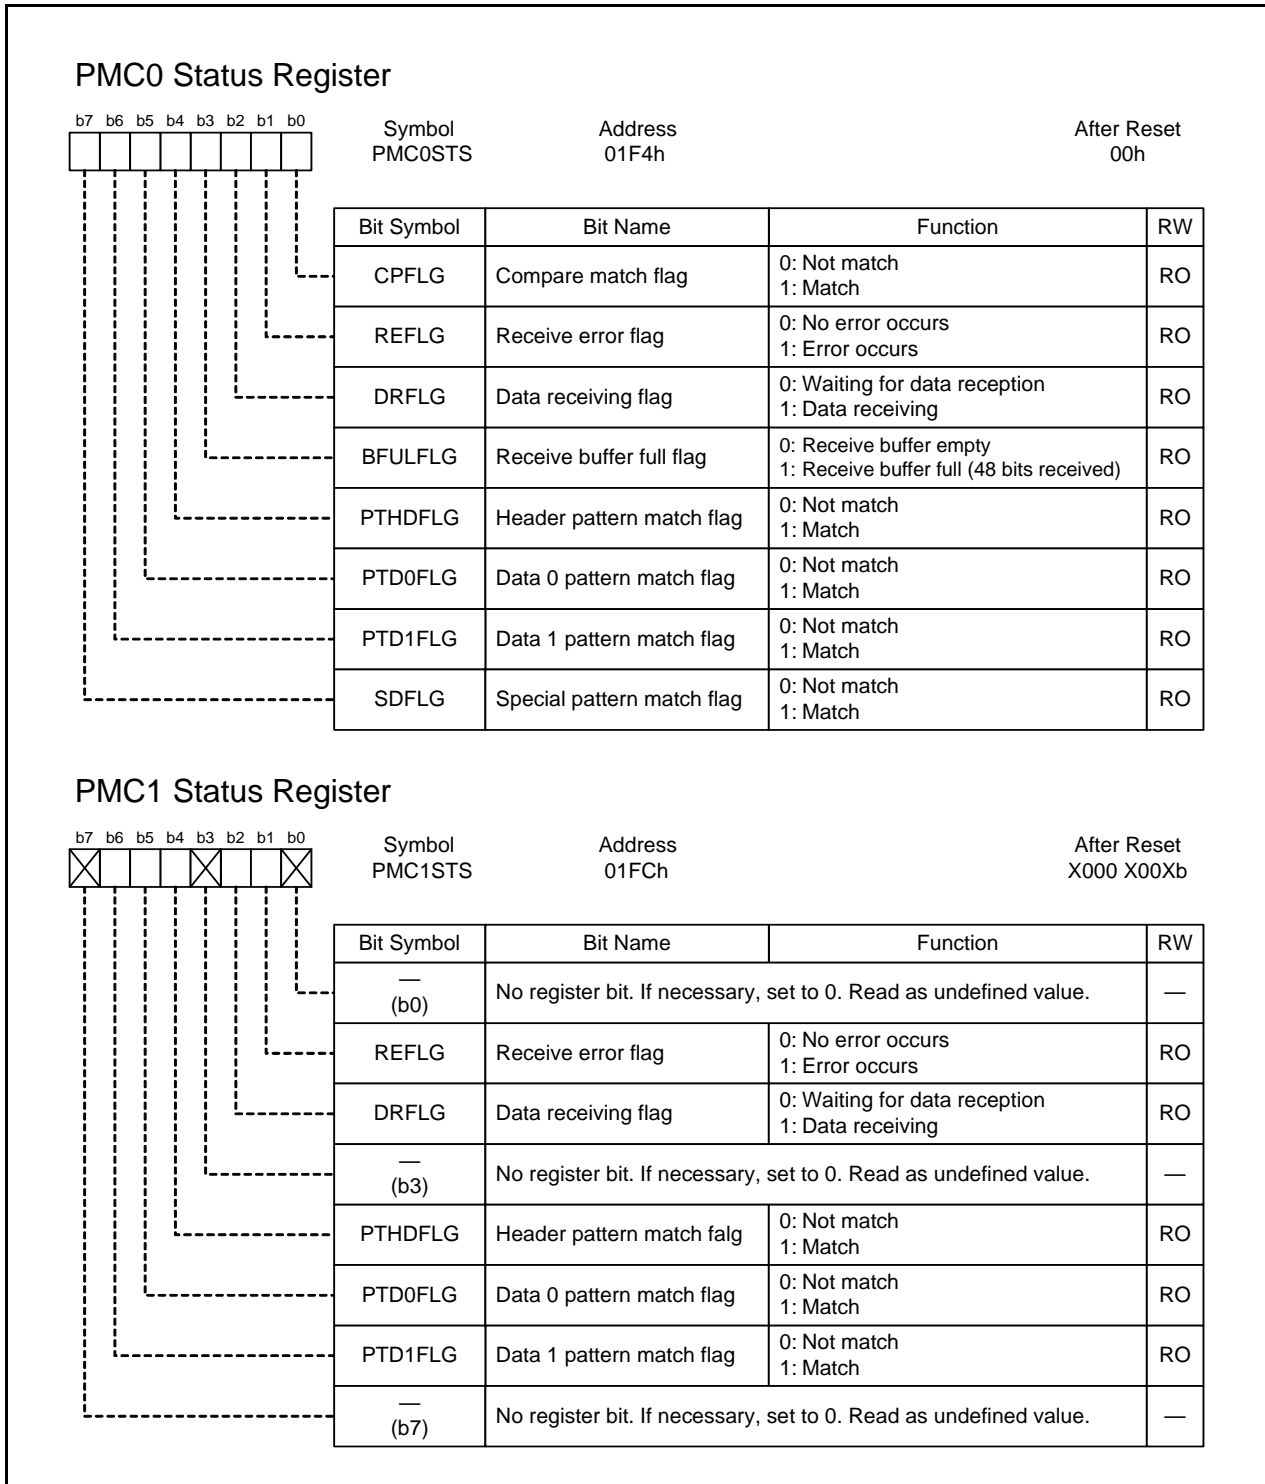 PMC0 Status Register
b7 b6 b5 b4 b3 b2 b1 b0
Symbol Address After Reset
PMC0STS 01F4h 00h
Bit Symbol Bit Name Function RW
CPFLG Compare match flag 0: Not match
1: Match RO
REFLG Receive error flag 0: No error occurs
1: Error occurs RO
DRFLG Data receiving flag 0: Waiting for data reception
1: Data receiving RO
BFULFLG Receive buffer full flag 0: Receive buffer empty
1: Receive buffer full (48 bits received) RO
PTHDFLG Header pattern match flag 0: Not match
1: Match RO
PTD0FLG Data 0 pattern match flag 0: Not match
1: Match RO
PTD1FLG Data 1 pattern match flag 0: Not match
1: Match RO
SDFLG Special pattern match flag 0: Not match
1: Match RO
PMC1 Status Register
b7 b6 b5 b4 b3 b2 b1 b0
Symbol Address After Reset
PMC1STS 01FCh X000 X00Xb
Bit Symbol Bit Name Function RW
—
(b0) No register bit. If necessary, set to 0. Read as undefined value. —
REFLG Receive error flag 0: No error occurs
1: Error occurs RO
DRFLG Data receiving flag 0: Waiting for data reception
1: Data receiving RO
—
(b3) No register bit. If necessary, set to 0. Read as undefined value. —
PTHDFLG Header pattern match falg 0: Not match
1: Match RO
PTD0FLG Data 0 pattern match flag 0: Not match
1: Match RO
PTD1FLG Data 1 pattern match flag 0: Not match
1: Match RO
—
(b7) No register bit. If necessary, set to 0. Read as undefined value. —